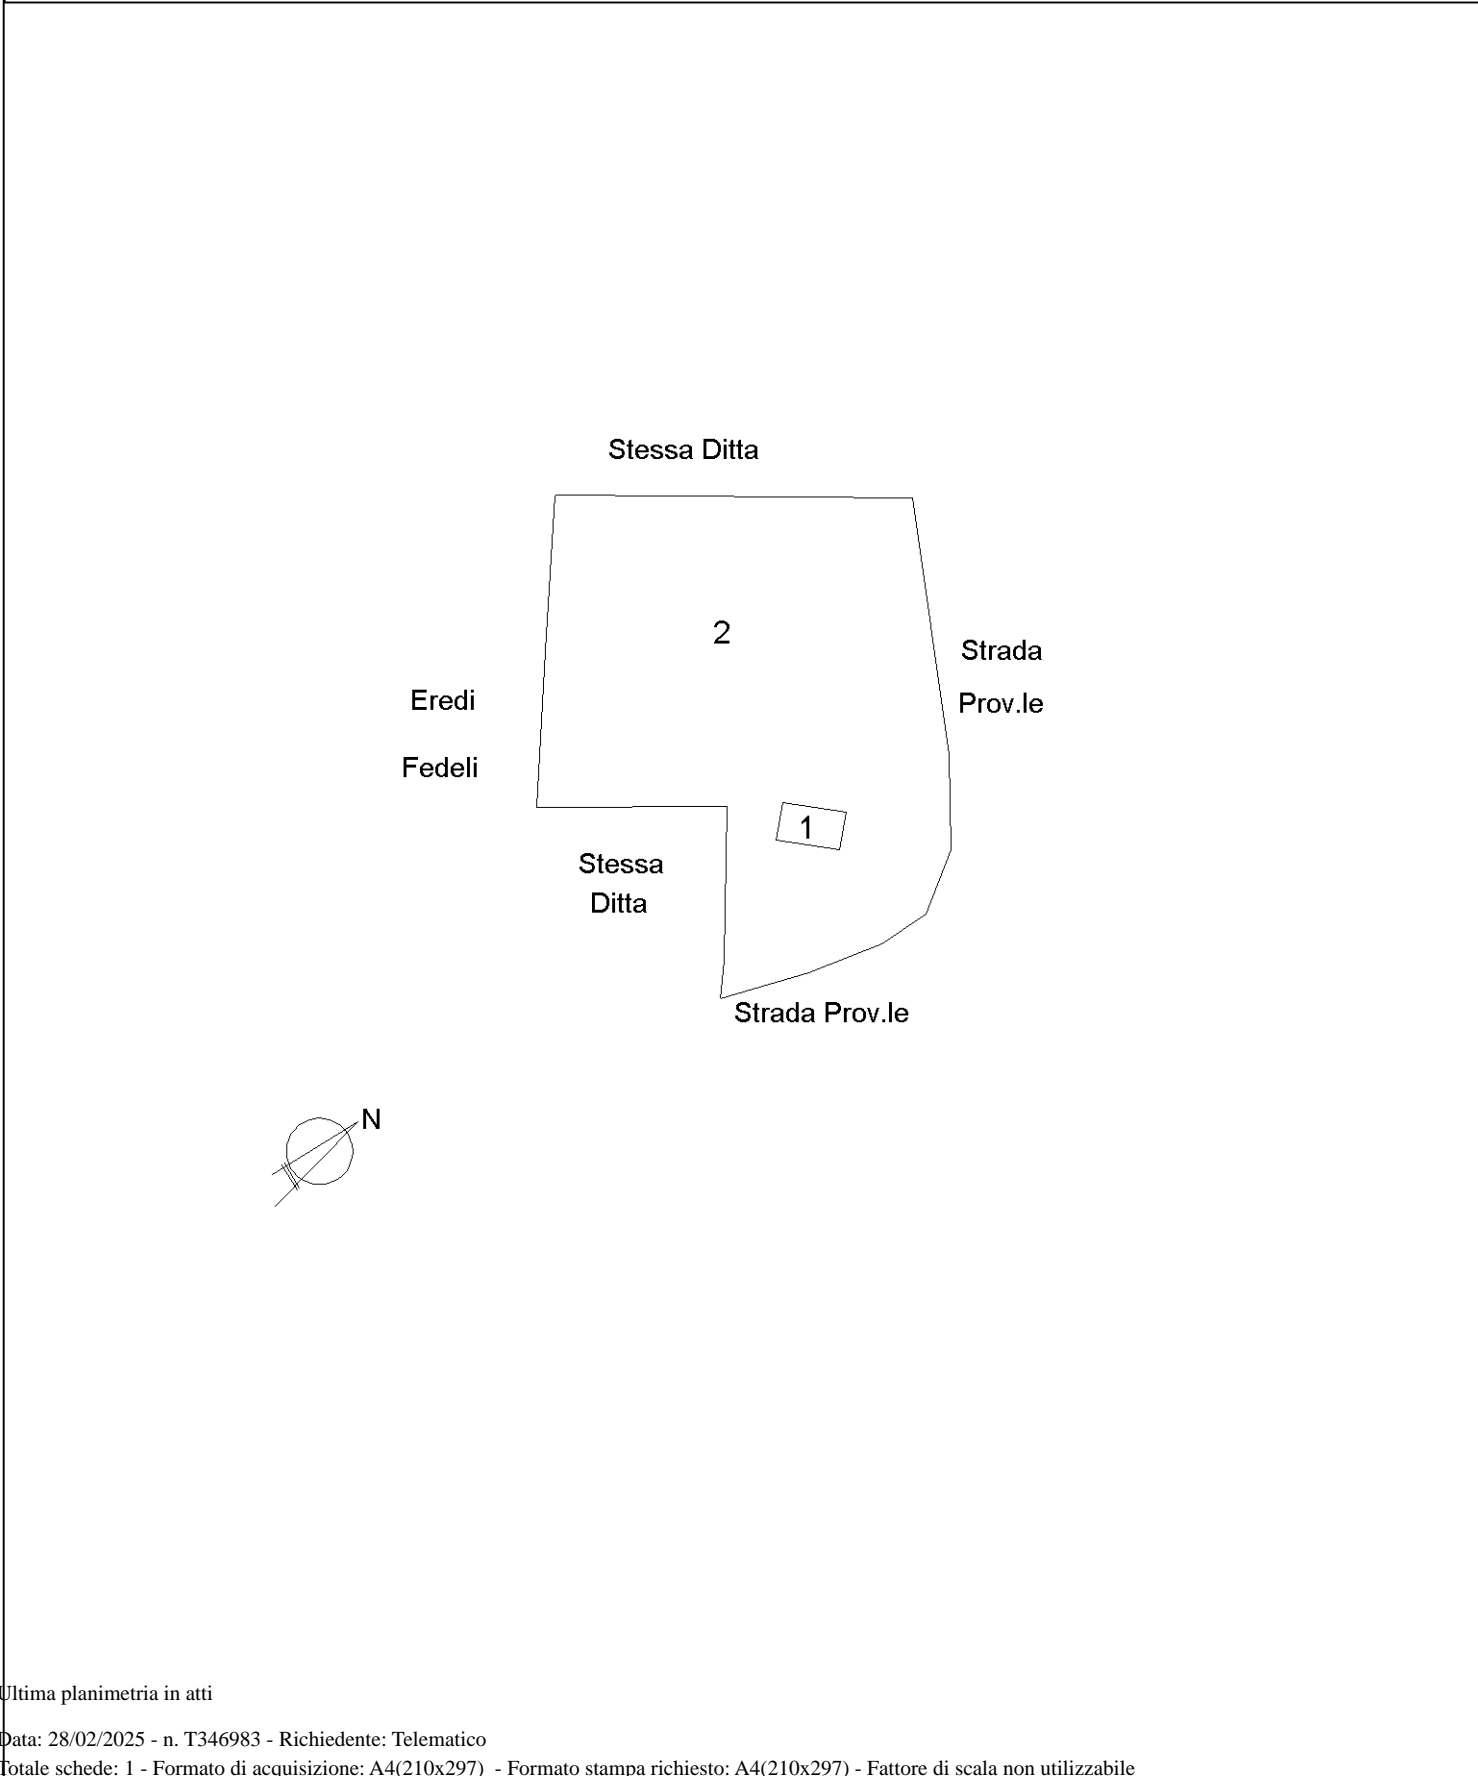 Stessa Ditta
2
Strada
Prov.le
Eredi
Fedeli
1
Stessa
Ditta
Strada Prov.le
N
Ultima planimetria in atti
Data: 28/02/2025 - n. T346983 - Richiedente: Telematico
Totale schede: 1 - Formato di acquisizione: A4(210x297) - Formato stampa richiesto: A4(210x297) - Fattore di scala non utilizzabile